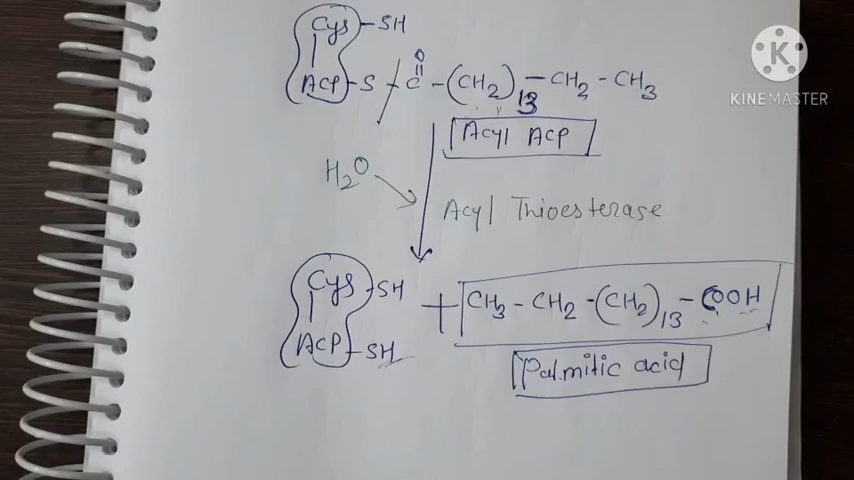 Cys-SH
O
ACP-S-C-(CH2)13-CH2-CH3
Acyl ACP
H2O
Acyl Thioesterase
Cys-SH
+ CH3-CH2-(CH2)13-COOH
ACP-SH
Palmitic acid
K
KINEMASTER